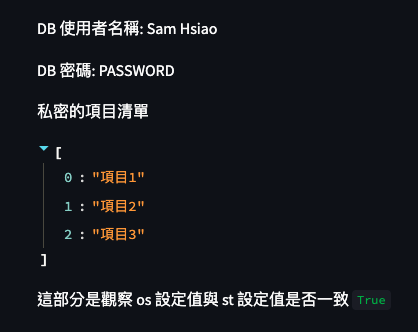 DB 使用者名稱: Sam Hsiao
DB 密碼: PASSWORD
私密的項目清單
[
0 : "項目1"
1 : "項目2"
2 : "項目3"
]
這部分是觀察 os 設定值與 st 設定值是否一致 True